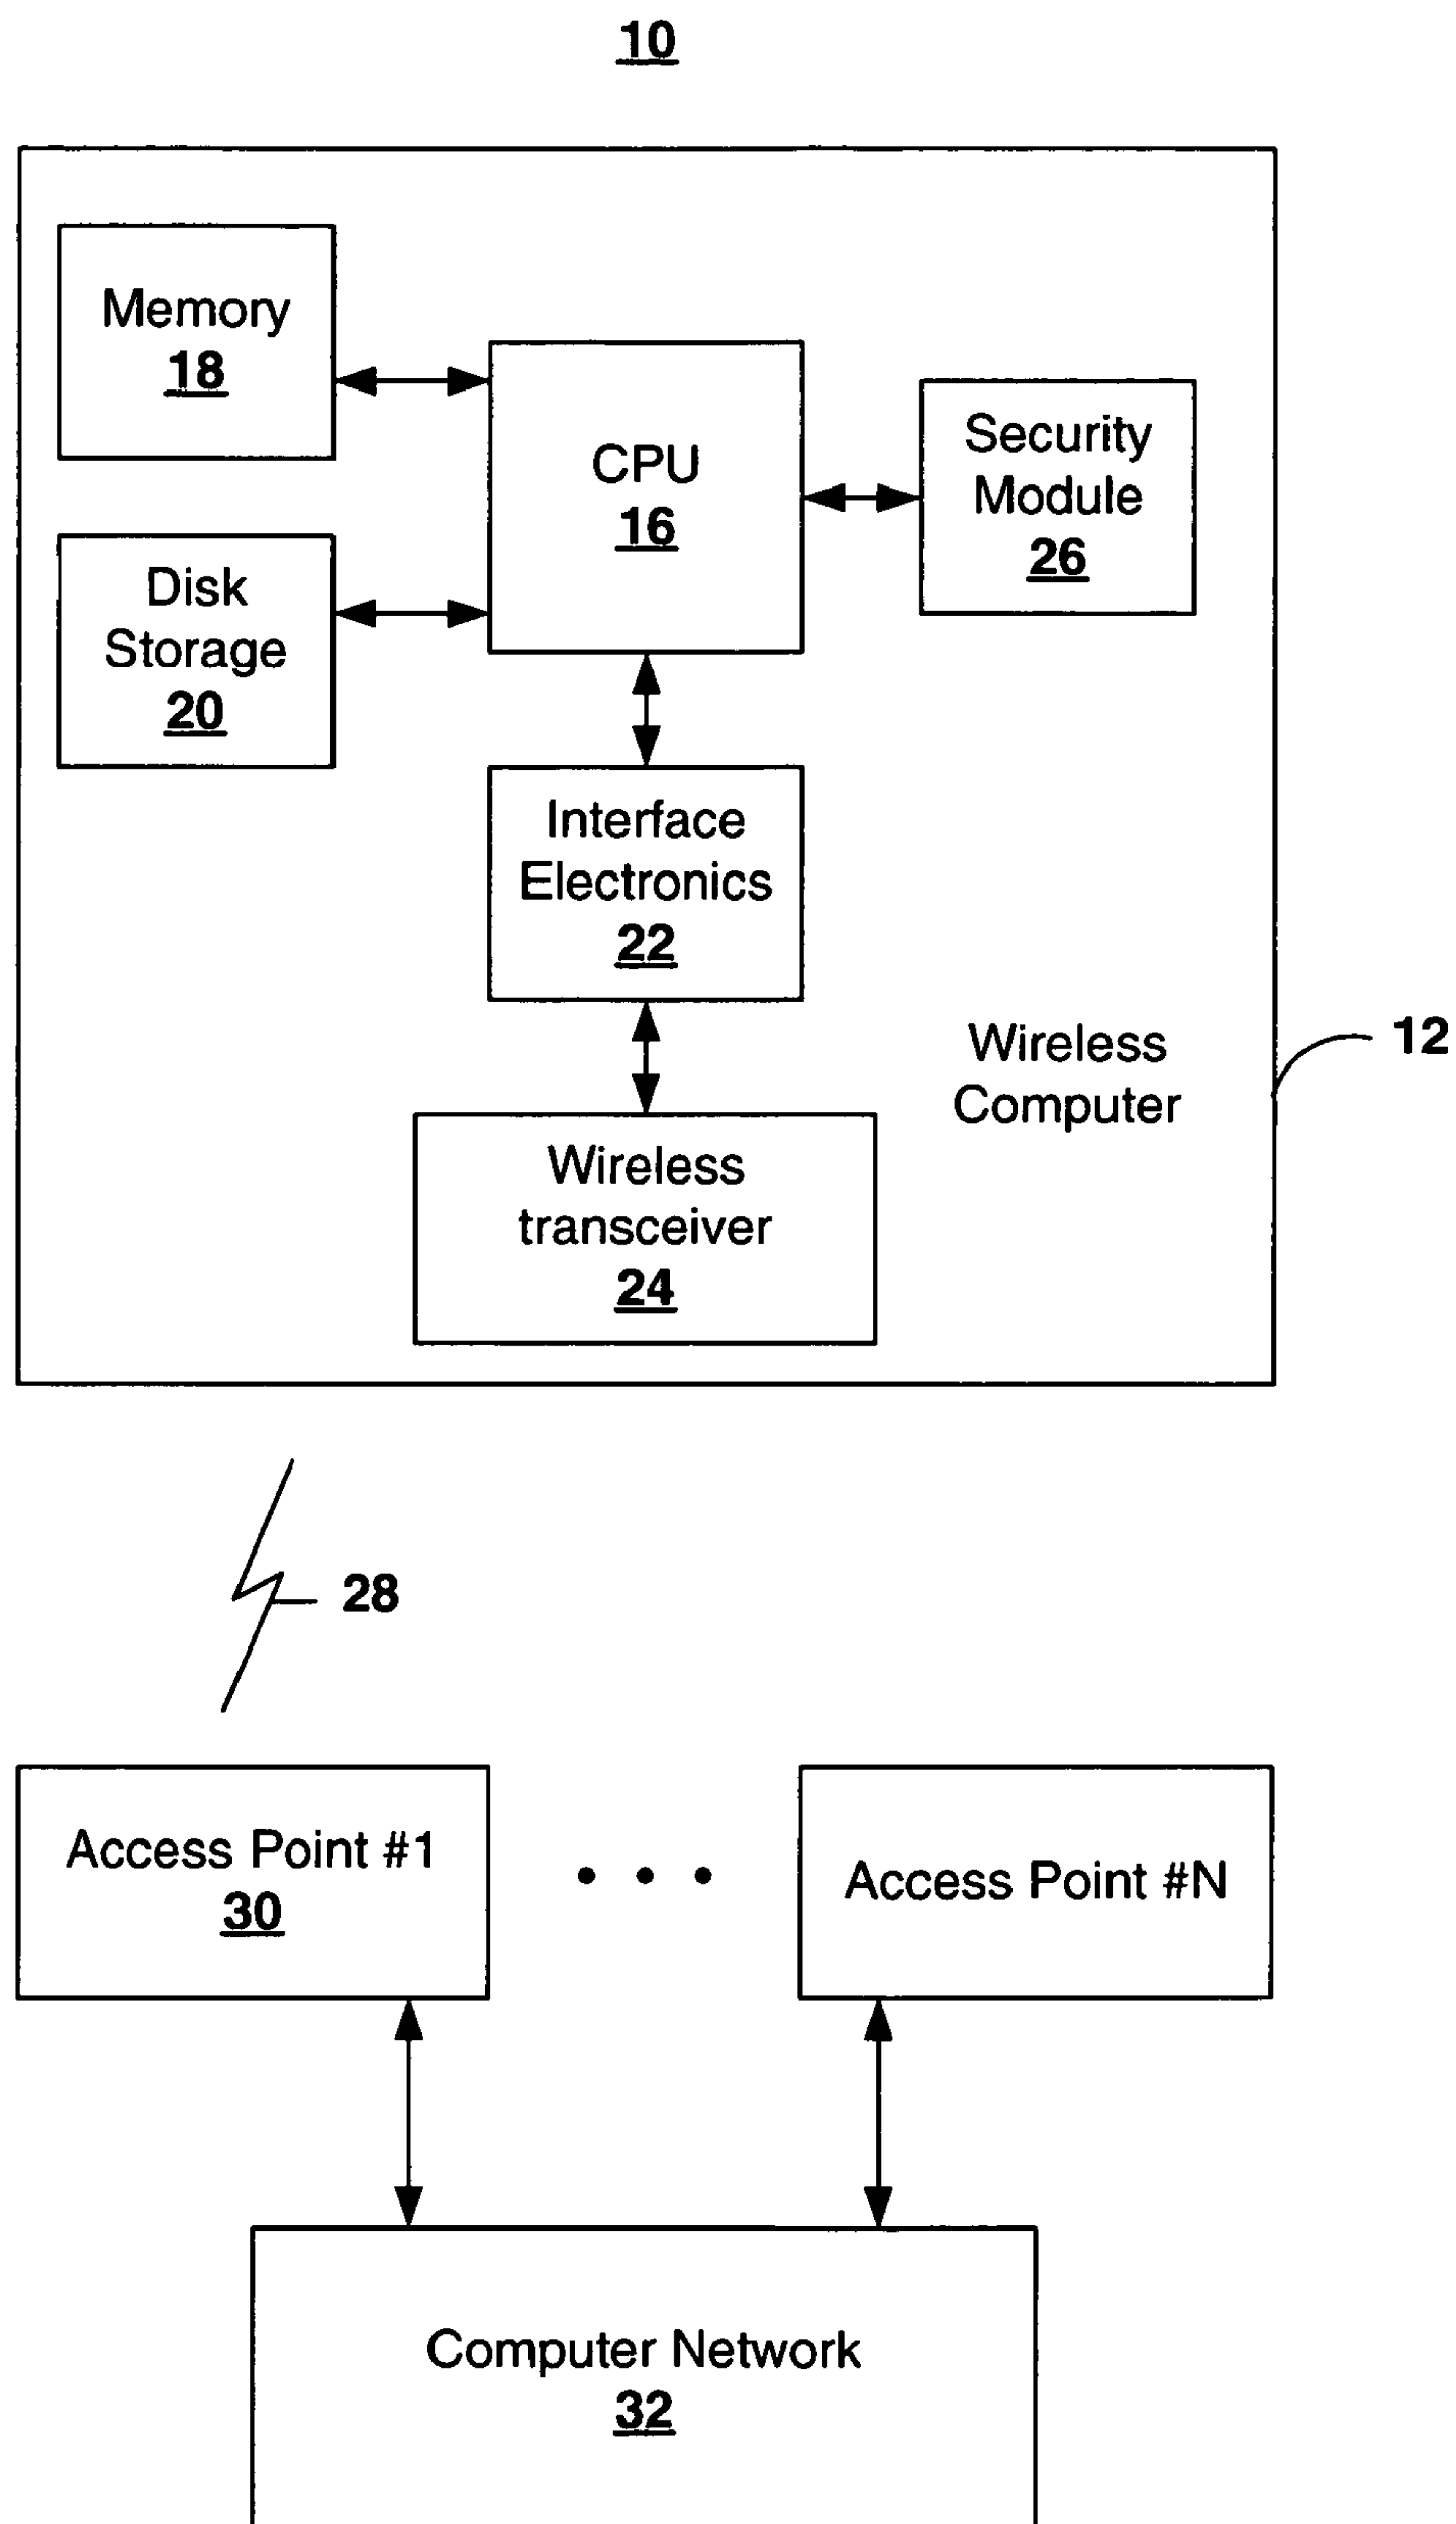 10
Memory
18
CPU
16
Security
Module
26
Disk
Storage
20
Interface
Electronics
22
Wireless
Computer
12
Wireless
transceiver
24
28
Access Point #1
30
• • •
Access Point #N
Computer Network
32